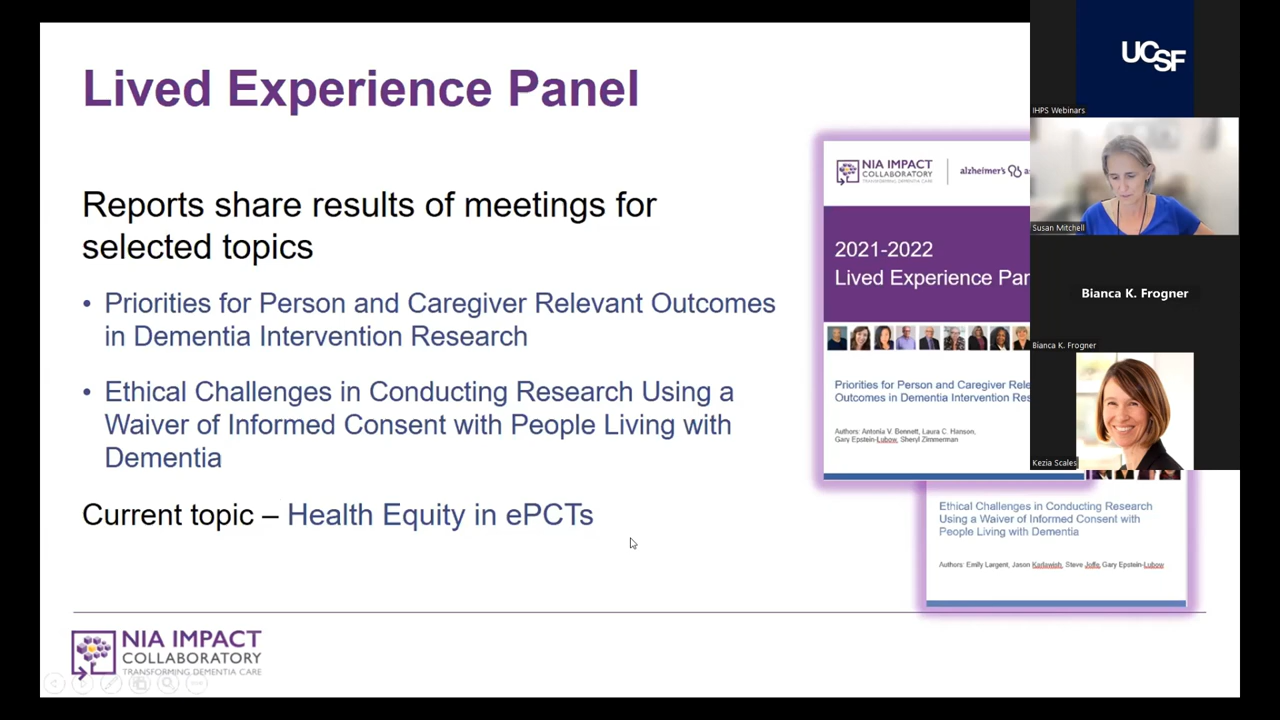 Lived Experience Panel
Reports share results of meetings for
selected topics
• Priorities for Person and Caregiver Relevant Outcomes
in Dementia Intervention Research
• Ethical Challenges in Conducting Research Using a
Waiver of Informed Consent with People Living with
Dementia
Current topic – Health Equity in ePCTs
NIA IMPACT
COLLABORATORY
TRANSFORMING DEMENTIA CARE
NIA IMPACT
COLLABORATORY
TRANSFORMING DEMENTIA CARE
alzheimer's
2021-2022
Lived Experience Pan
Priorities for Person and Caregiver Rele
Outcomes in Dementia Intervention Res
Authors: Antonia V. Bennett, Laura C. Hanson,
Gary Epstein-Lubow, Sheryl Zimmerman
Ethical Challenges in Conducting Research
Using a Waiver of Informed Consent with
People Living with Dementia
Authors: Emily Largent, Jason Karlawish, Steve Joffe, Gary Epstein-Lubow
UCSF
IHPS Webinars
Susan Mitchell
Bianca K. Frogner
Bianca K. Frogner
Kezia Scales